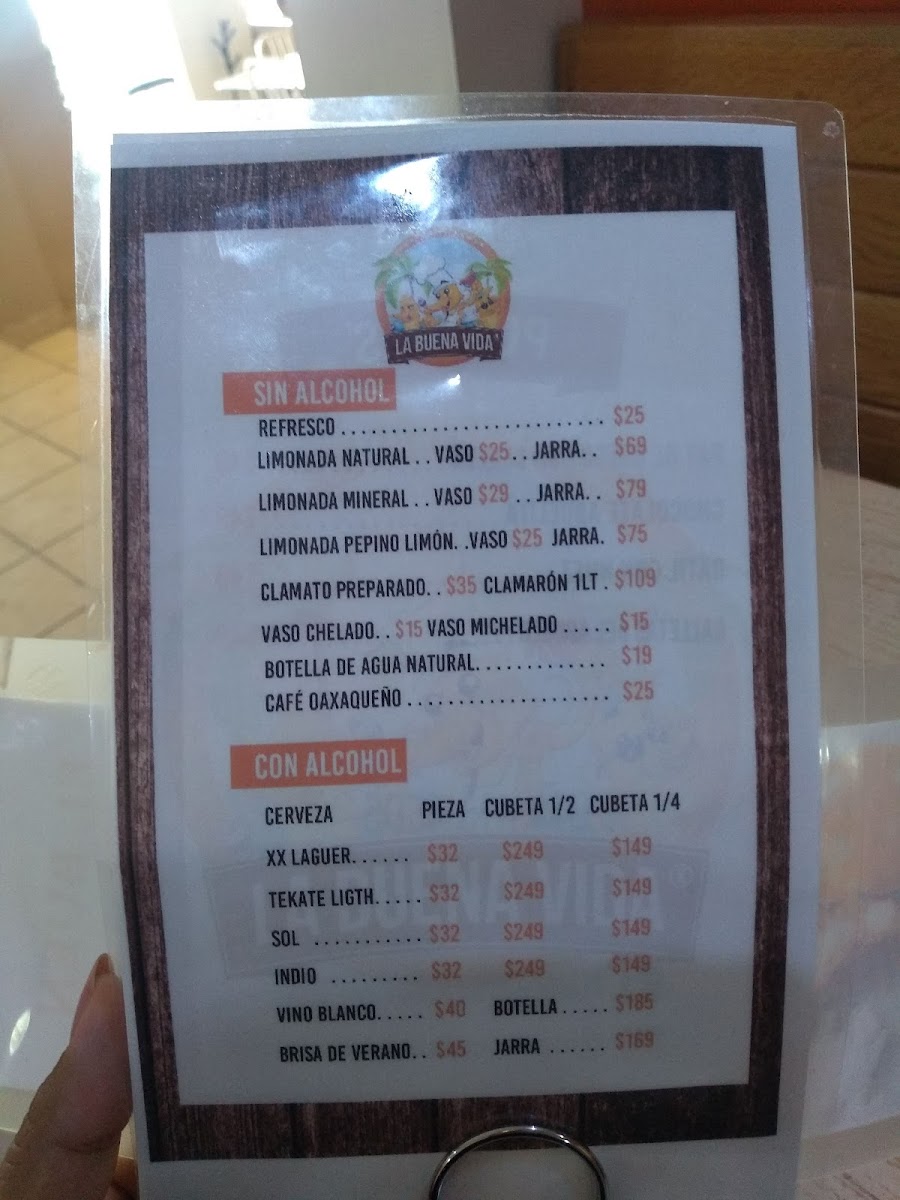 LA BUENA VIDA
SIN ALCOHOL
REFRESCO.......................... $25
LIMONADA NATURAL..VASO $25..JARRA.. $69
LIMONADA MINERAL..VASO $29..JARRA.. $79
LIMONADA PEPINO LIMÓN..VASO $25 JARRA. $75
CLAMATO PREPARADO.. $35 CLAMARÓN 1LT. $109
VASO CHELADO.. $15 VASO MICHELADO..... $15
BOTELLA DE AGUA NATURAL............. $19
CAFÉ OAXAQUEÑO.................... $25
CON ALCOHOL
CERVEZA PIEZA CUBETA 1/2 CUBETA 1/4
XX LAGUER...... $32 $249 $149
TEKATE LIGTH..... $32 $249 $149
SOL ........... $32 $249 $149
INDIO ......... $32 $249 $149
VINO BLANCO..... $40 BOTELLA..... $185
BRISA DE VERANO.. $45 JARRA ...... $169